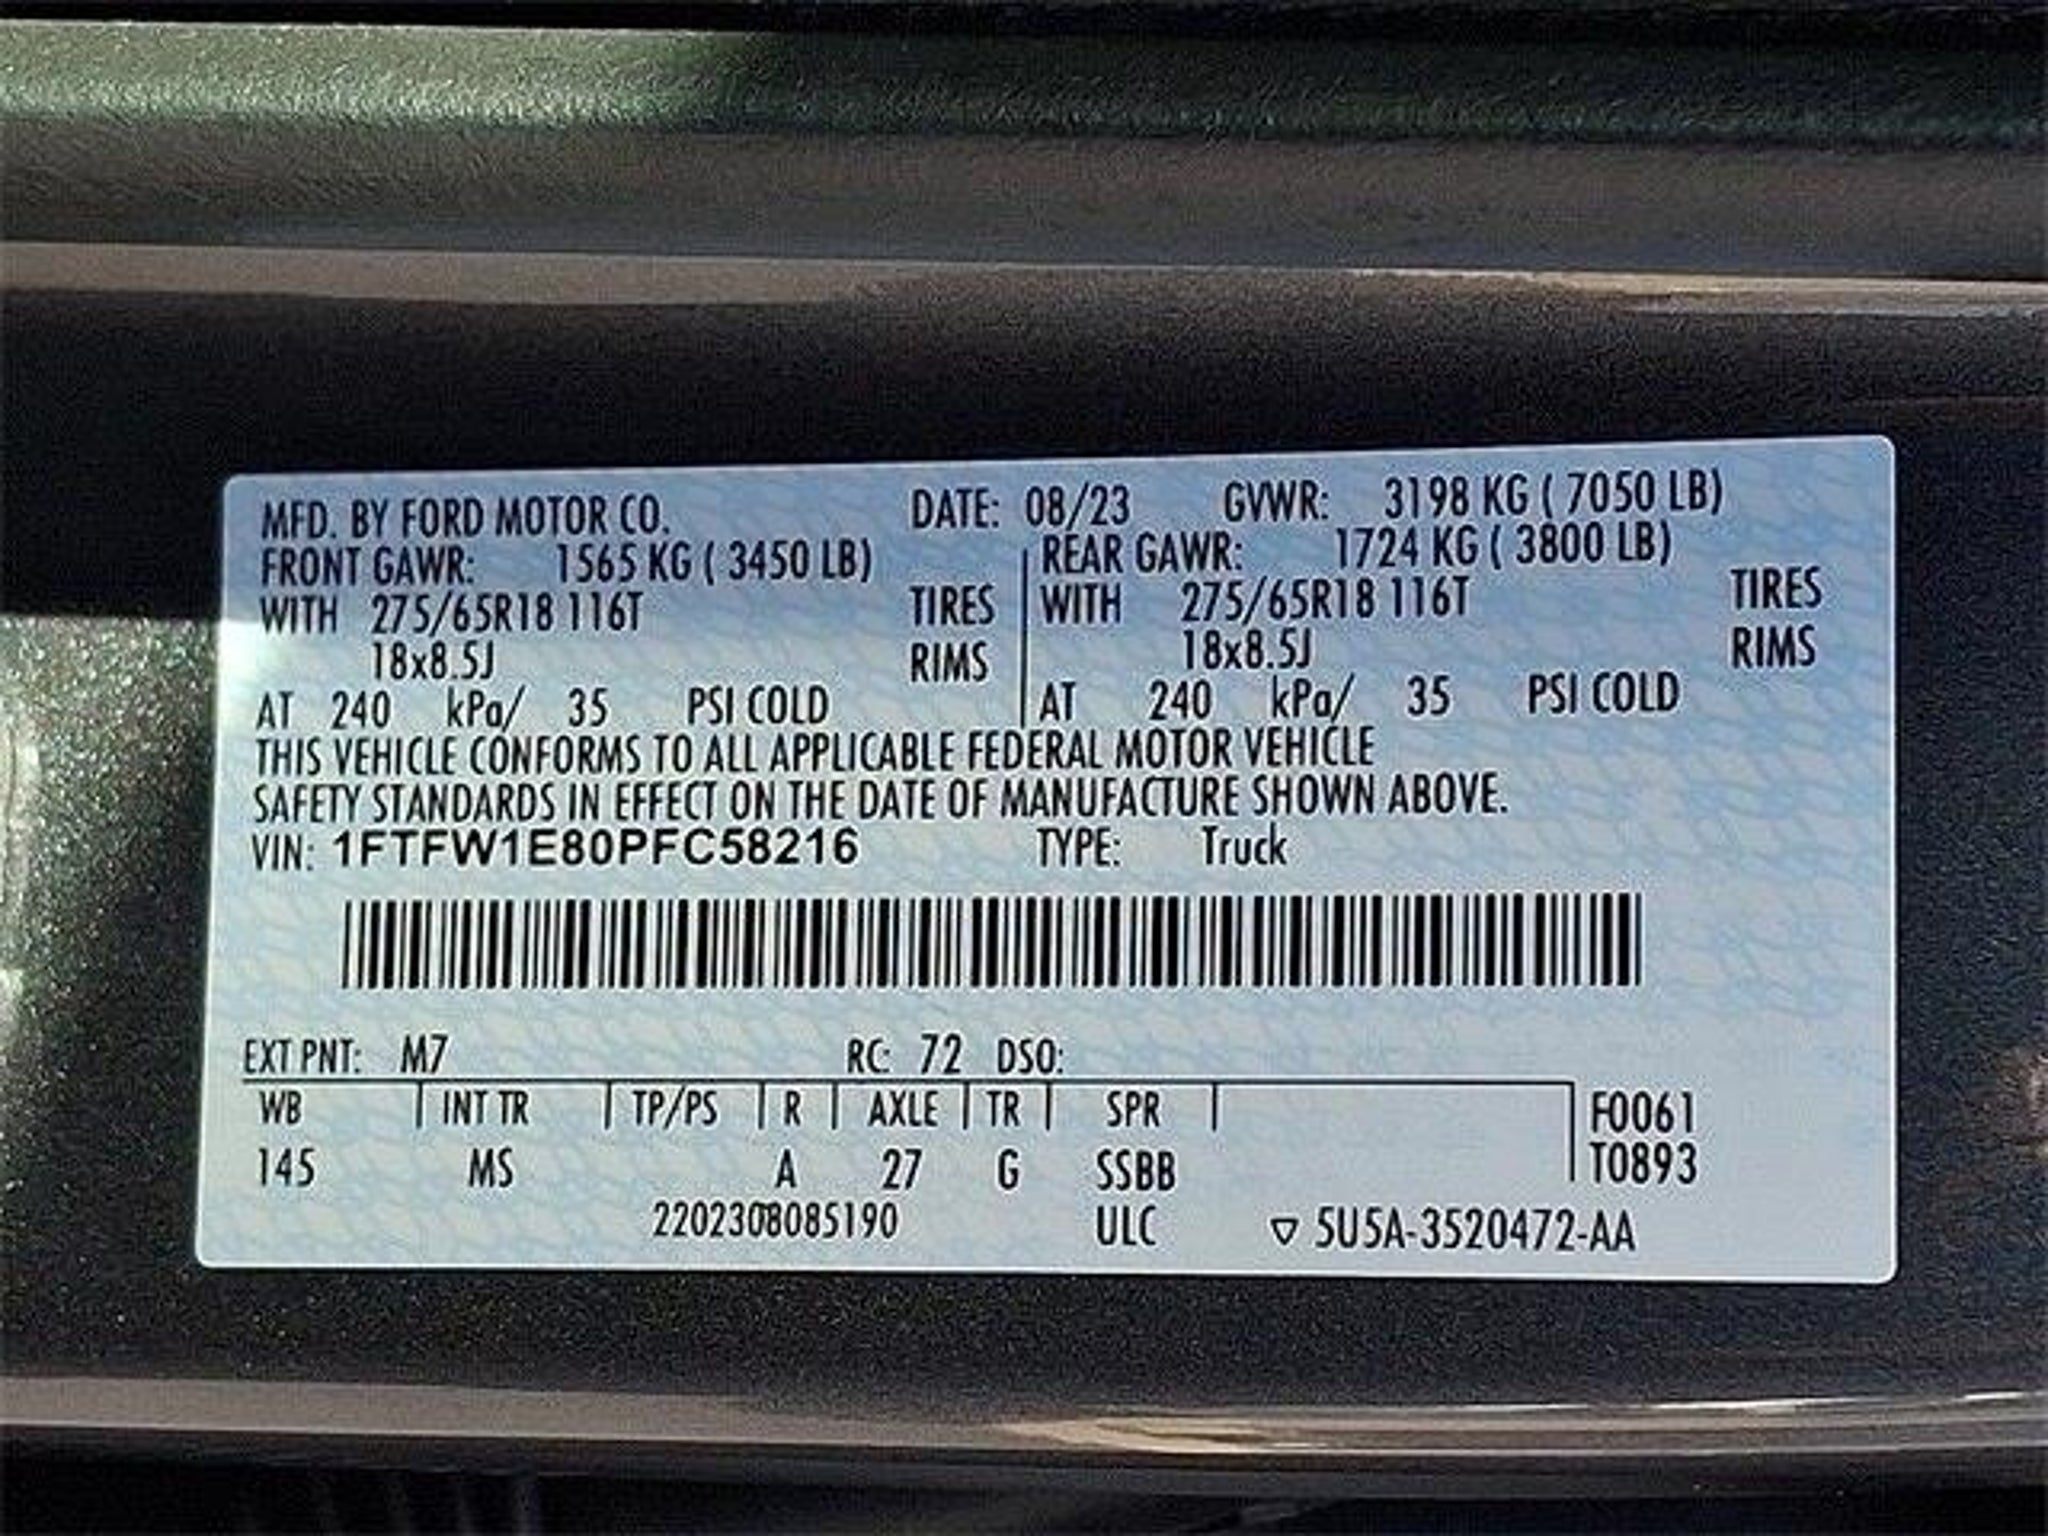 MFD. BY FORD MOTOR CO. DATE: 08/23 GVWR: 3198 KG ( 7050 LB)
FRONT GAWR: 1565 KG ( 3450 LB) REAR GAWR: 1724 KG ( 3800 LB)
WITH 275/65R18 116T TIRES WITH 275/65R18 116T TIRES
18x8.5J RIMS 18x8.5J RIMS
AT 240 kPa/ 35 PSI COLD AT 240 kPa/ 35 PSI COLD
THIS VEHICLE CONFORMS TO ALL APPLICABLE FEDERAL MOTOR VEHICLE
SAFETY STANDARDS IN EFFECT ON THE DATE OF MANUFACTURE SHOWN ABOVE.
VIN: 1FTFW1E80PFC58216 TYPE: Truck
EXT PNT: M7 RC: 72 DSO:
WB INT TR TP/PS R AXLE TR SPR F0061
145 MS A 27 G SSBB T0893
2202308085190 ULC ▽ 5U5A-3520472-AA